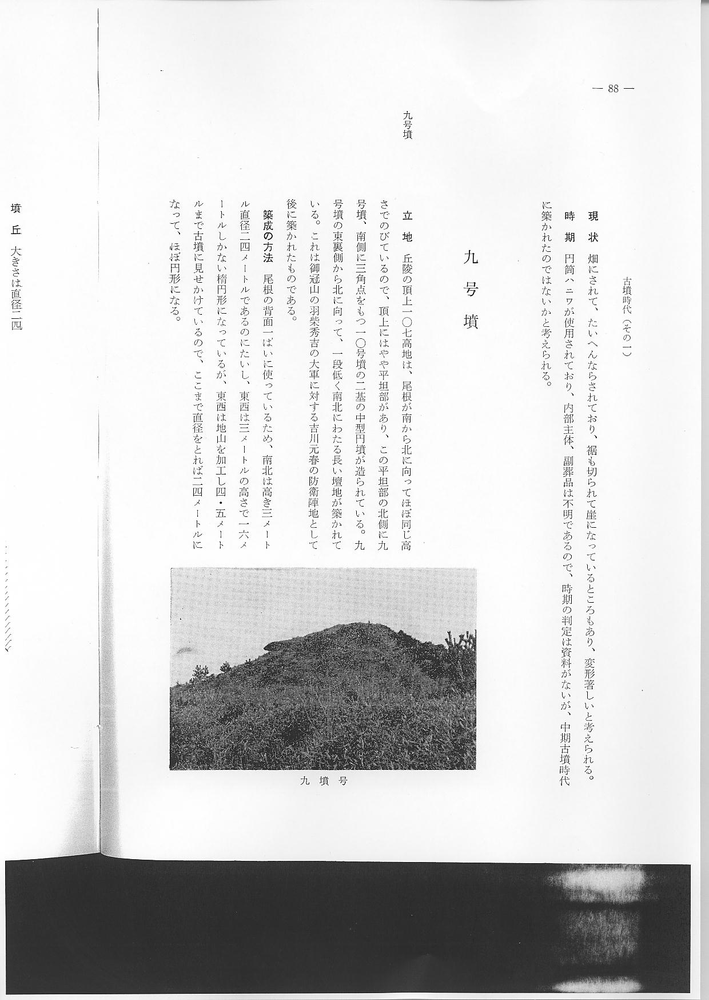 — 88 —
古墳時代(その一)
現　状　畑にされて、たいへんならされており、裾も切られて崖になっているところもあり、変形著しいと考えられる。
時　期　円筒ハニワが使用されており、内部主体、副葬品は不明であるので、時期の判定は資料がないが、中期古墳時代
に築かれたのではないかと考えられる。
九号墳
九号墳
立　地　丘陵の頂上一〇七高地は、尾根が南から北に向ってほぼ同じ高
さでのびているので、頂上にはやや平坦部があり、この平坦部の北側に九
号墳、南側に三角点をもつ一〇号墳の二基の中型円墳が造られている。九
号墳の東裏側から北に向って、一段低く南北にわたる長い壇地が築かれて
いる。これは御冠山の羽柴秀吉の大軍に対する吉川元春の防衛陣地として
後に築かれたものである。
築成の方法　尾根の背面一ぱいに使っているため、南北は高き三メート
ル直径二四メートルであるのにたいし、東西は三メートルの高さで一六メ
ートルしかない楕円形になっているが、東西は地山を加工し四・五メート
ルまで古墳に見せかけているので、ここまで直径をとれば二四メートルに
なって、ほぼ円形になる。
九墳号
墳　丘　大きさは直径二四